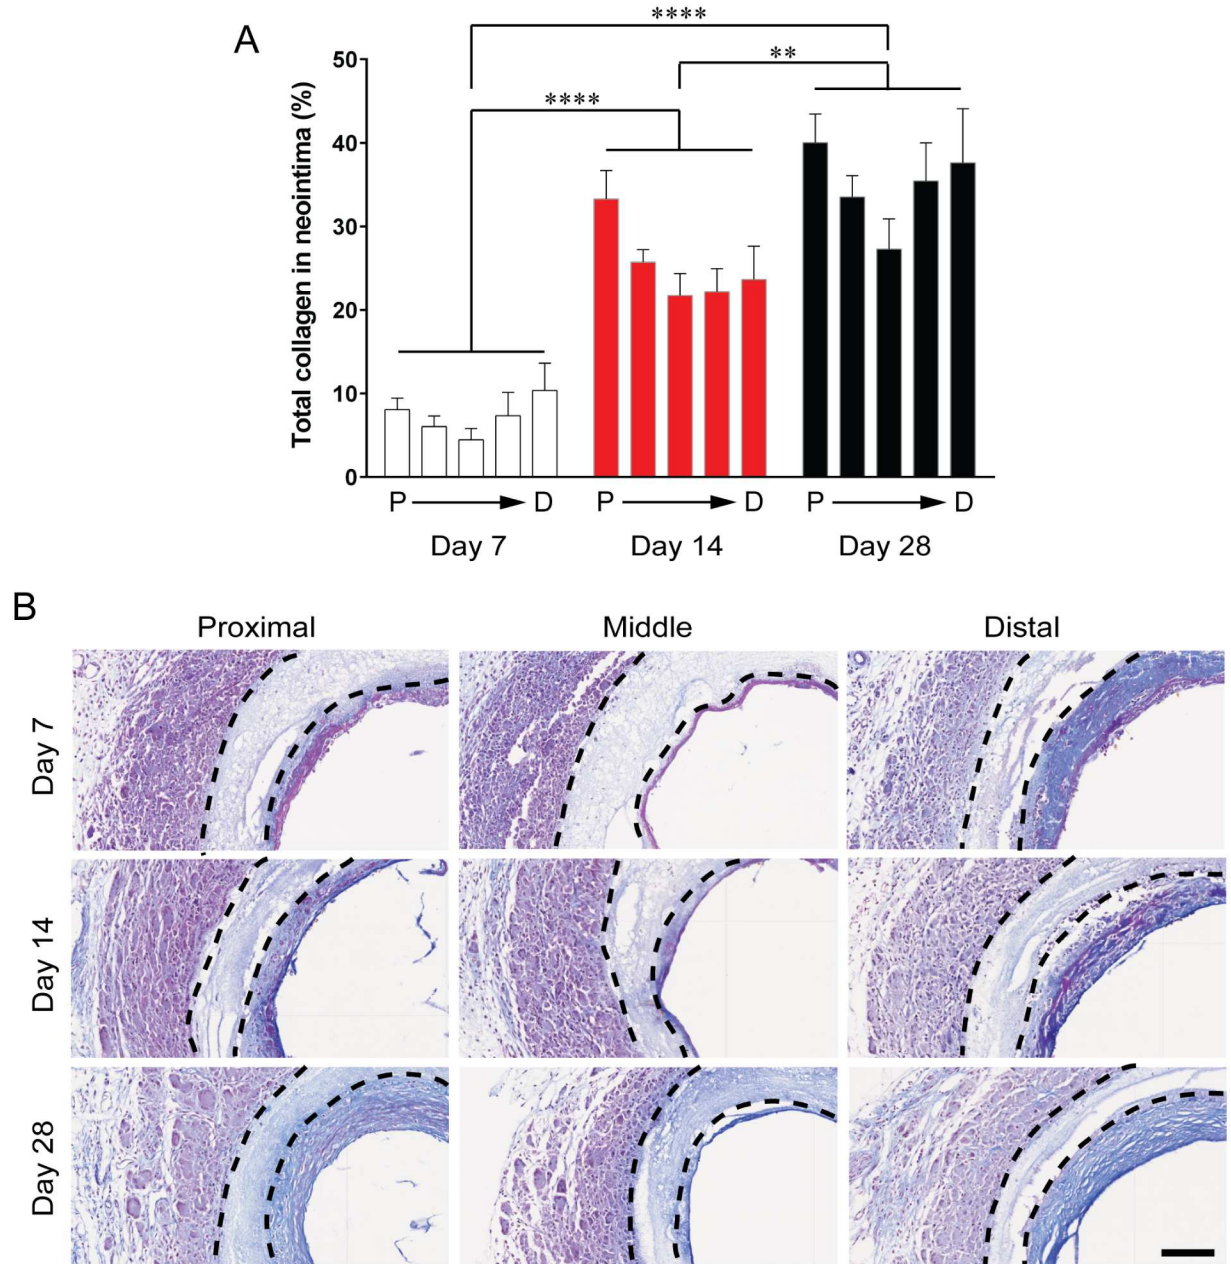 A
****
**
****
Total collagen in neointima (%)
50
40
30
20
10
0
P D P D P D
Day 7 Day 14 Day 28
B
Proximal Middle Distal
Day 7
Day 14
Day 28